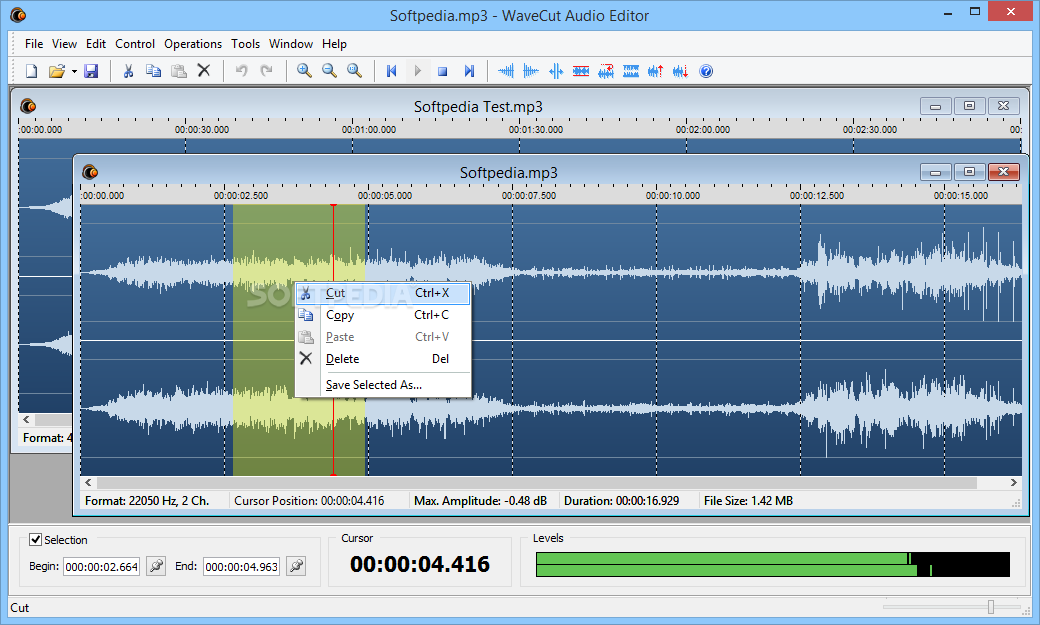 Softpedia.mp3 - WaveCut Audio Editor
File View Edit Control Operations Tools Window Help
Softpedia Test.mp3
:00:00.000 00:00:30.000 00:01:00.000 00:01:30.000 00:02:00.000 00:02:30.000 00:
Softpedia.mp3
:00:00.000 00:00:02.500 00:00:05.000 00:00:07.500 00:00:10.000 00:00:12.500 00:00:15.000
SOFTPEDIA
Cut Ctrl+X
Copy Ctrl+C
Paste Ctrl+V
Delete Del
Save Selected As...
Format: 4
Format: 22050 Hz, 2 Ch. Cursor Position: 00:00:04.416 Max. Amplitude: -0.48 dB Duration: 00:00:16.929 File Size: 1.42 MB
Selection Cursor Levels
Begin: 000:00:02.664 End: 000:00:04.963 00:00:04.416
Cut